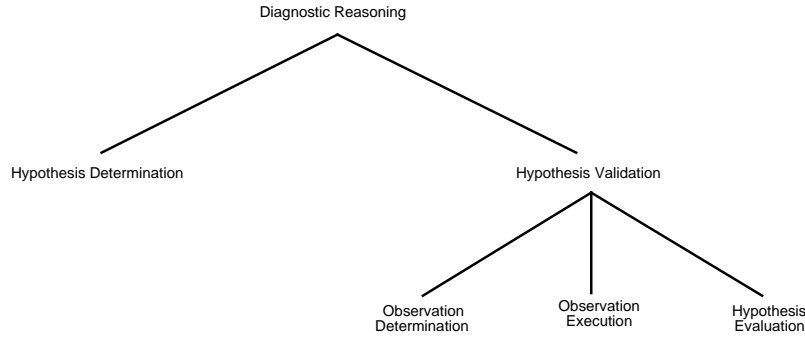 Diagnostic Reasoning
Hypothesis Determination
Hypothesis Validation
Observation
Determination
Observation
Execution
Hypothesis
Evaluation